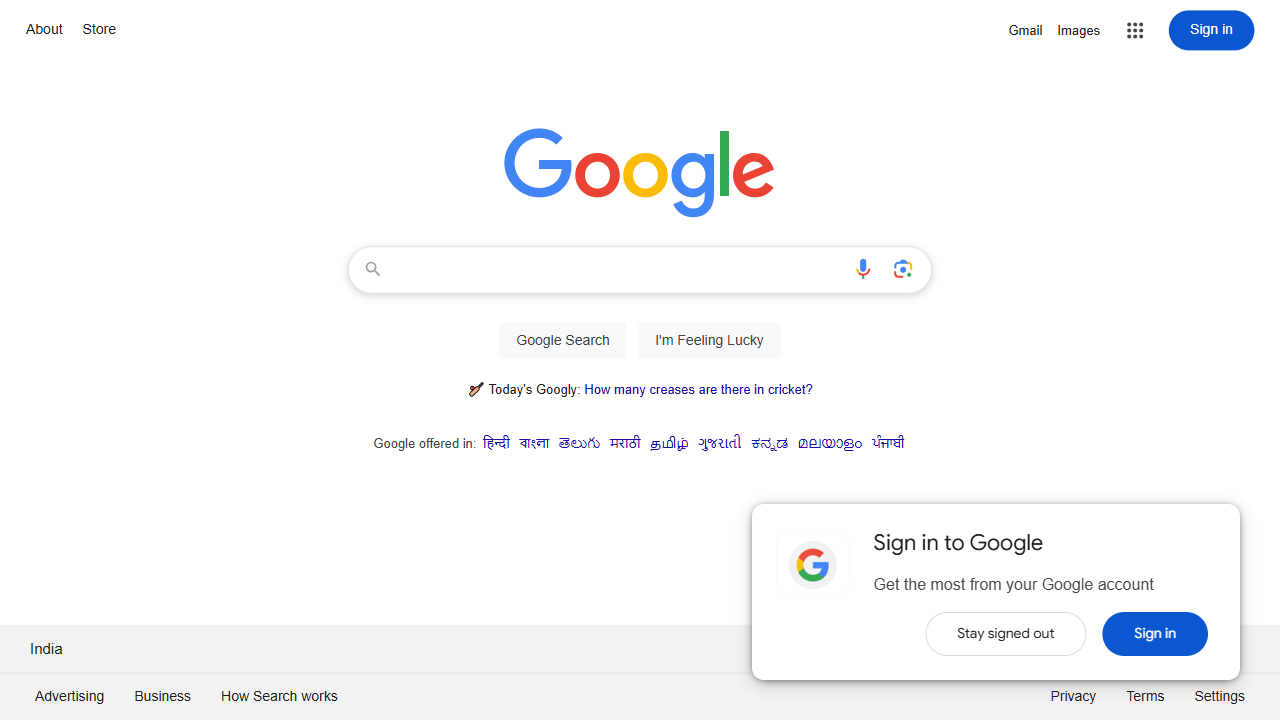 About Store
Gmail Images Sign in
Google
Google Search I'm Feeling Lucky
Today's Googly: How many creases are there in cricket?
Google offered in: हिन्दी বাংলা తెలుగు मराठी தமிழ் ગુજરાતી ಕನ್ನಡ മലയാളം ਪੰਜਾਬੀ
Sign in to Google
Get the most from your Google account
Stay signed out Sign in
India
Advertising Business How Search works
Privacy Terms Settings